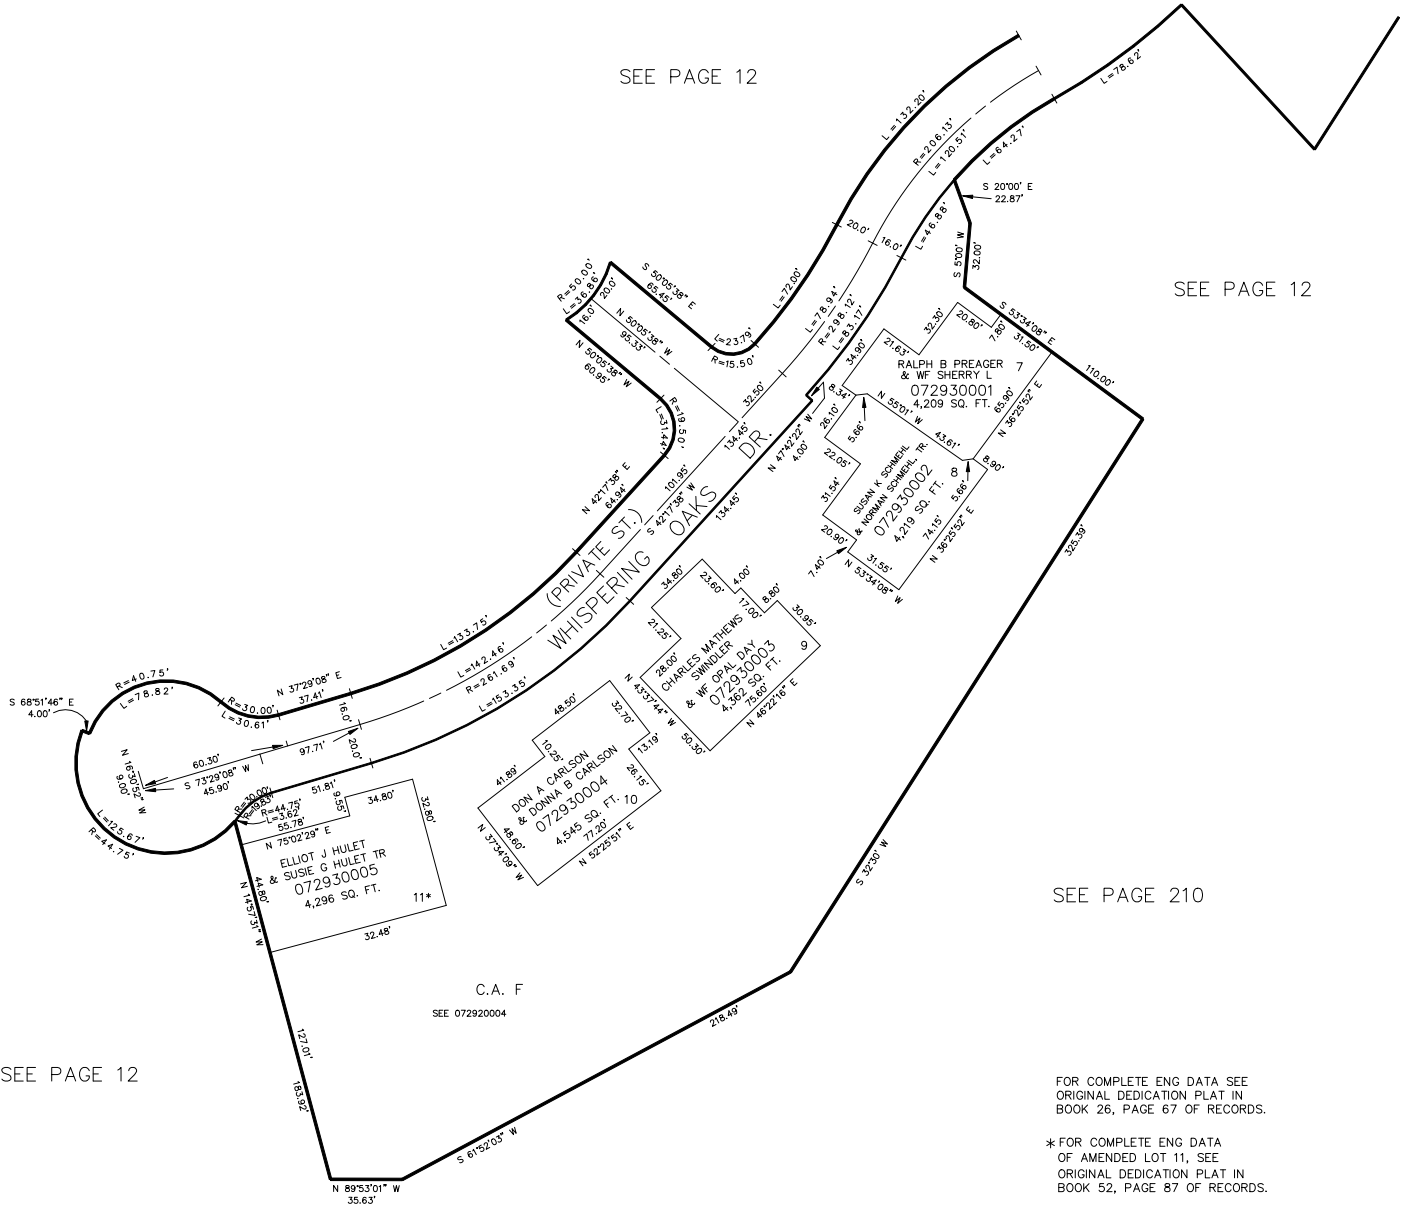 SEE PAGE 12
L=78.62'
L=132.20'
R=206.13'
L=120.51'
L=64.27'
S 20°00' E
22.87'
20.0'
16.0'
L=46.88'
S 5°00' W
32.00'
SEE PAGE 12
R=50.00'
L=36.86'
20.0'
16.0'
S 50°05'38" E
65.45'
N 50°05'38" W
95.33'
N 50°05'38" W
60.95'
L=23.79'
R=15.50'
L=72.00'
L=78.94'
R=298.12'
L=83.17'
S 53°34'08" E
31.50'
110.00'
20.80'
7.80'
32.30'
21.63'
34.90'
RALPH B PREAGER
& WF SHERRY L
7
072930001
4,209 SQ. FT.
65.90'
N 36°25'52" E
8.34'
N 55°01' W
43.61'
5.66'
26.10'
22.05'
31.54'
20.90'
7.40'
SUSAN K SCHMEHL
& NORMAN SCHMEHL, TR.
072930002
4,219 SQ. FT.
8
8.90'
5.66'
74.15'
N 36°25'52" E
31.55'
N 53°34'08" W
N 47°42'22" W
4.00'
32.50'
134.45'
R=19.50'
L=31.44'
N 42°17'38" E
64.94'
101.95'
S 42°17'38" W
134.45'
WHISPERING OAKS DR.
(PRIVATE ST.)
325.39'
S 32°30' W
34.80'
23.60'
4.00'
17.00'
8.80'
30.95'
21.25'
28.00'
CHARLES MATHEWS
SWINDLER
& WF OPAL DAY
072930003
4,362 SQ. FT.
9
75.60'
N 46°22'16" E
N 43°37'44" W
50.30'
L=133.75'
L=142.46'
R=261.69'
L=153.35'
R=40.75'
L=78.82'
S 68°51'46" E
4.00'
R=30.00'
L=30.61'
N 37°29'08" E
37.41'
16.0'
20.0'
60.30'
97.71'
S 73°29'08" W
45.90'
N 16°30'52" W
9.00'
L=125.67'
R=44.75'
R=30.00'
R=19.83'
R=44.75'
L=3.62'
51.81'
55.78'
N 75°02'29" E
9.55'
34.80'
32.80'
ELLIOT J HULET
& SUSIE G HULET TR
072930005
4,296 SQ. FT.
11*
44.80'
N 14°57'31" W
32.48'
48.50'
32.70'
10.25'
41.89'
13.19'
26.15'
DON A CARLSON
& DONNA B CARLSON
072930004
4,545 SQ. FT.
10
77.20'
N 52°25'51" E
48.60'
N 37°34'09" W
SEE PAGE 210
C.A. F
SEE 072920004
218.49'
S 61°52'03" W
127.01'
183.92'
N 89°53'01" W
35.63'
SEE PAGE 12
FOR COMPLETE ENG DATA SEE
ORIGINAL DEDICATION PLAT IN
BOOK 26, PAGE 67 OF RECORDS.
* FOR COMPLETE ENG DATA
OF AMENDED LOT 11, SEE
ORIGINAL DEDICATION PLAT IN
BOOK 52, PAGE 87 OF RECORDS.